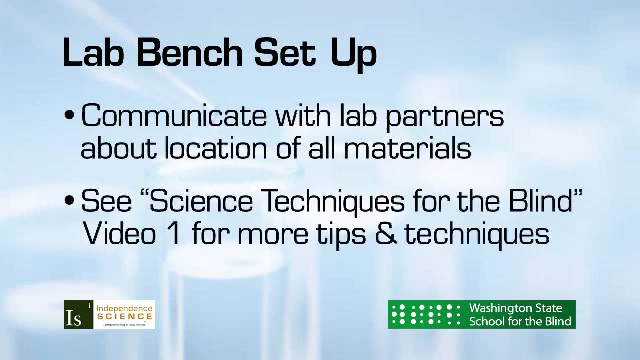 Lab Bench Set Up
•Communicate with lab partners
about location of all materials
•See “Science Techniques for the Blind”
Video 1 for more tips & techniques
Is 1
Independence
SCIENCE
Washington State
School for the Blind